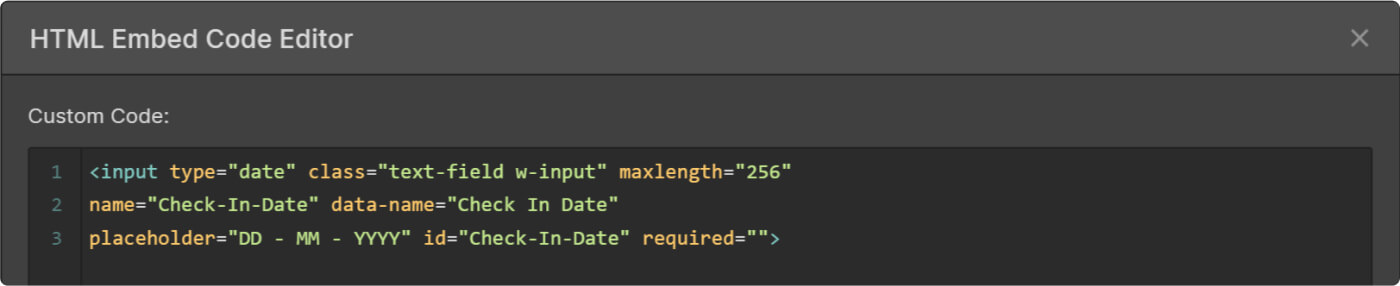 HTML Embed Code Editor
Custom Code:
1 <input type="date" class="text-field w-input" maxlength="256"
2 name="Check-In-Date" data-name="Check In Date"
3 placeholder="DD - MM - YYYY" id="Check-In-Date" required="">